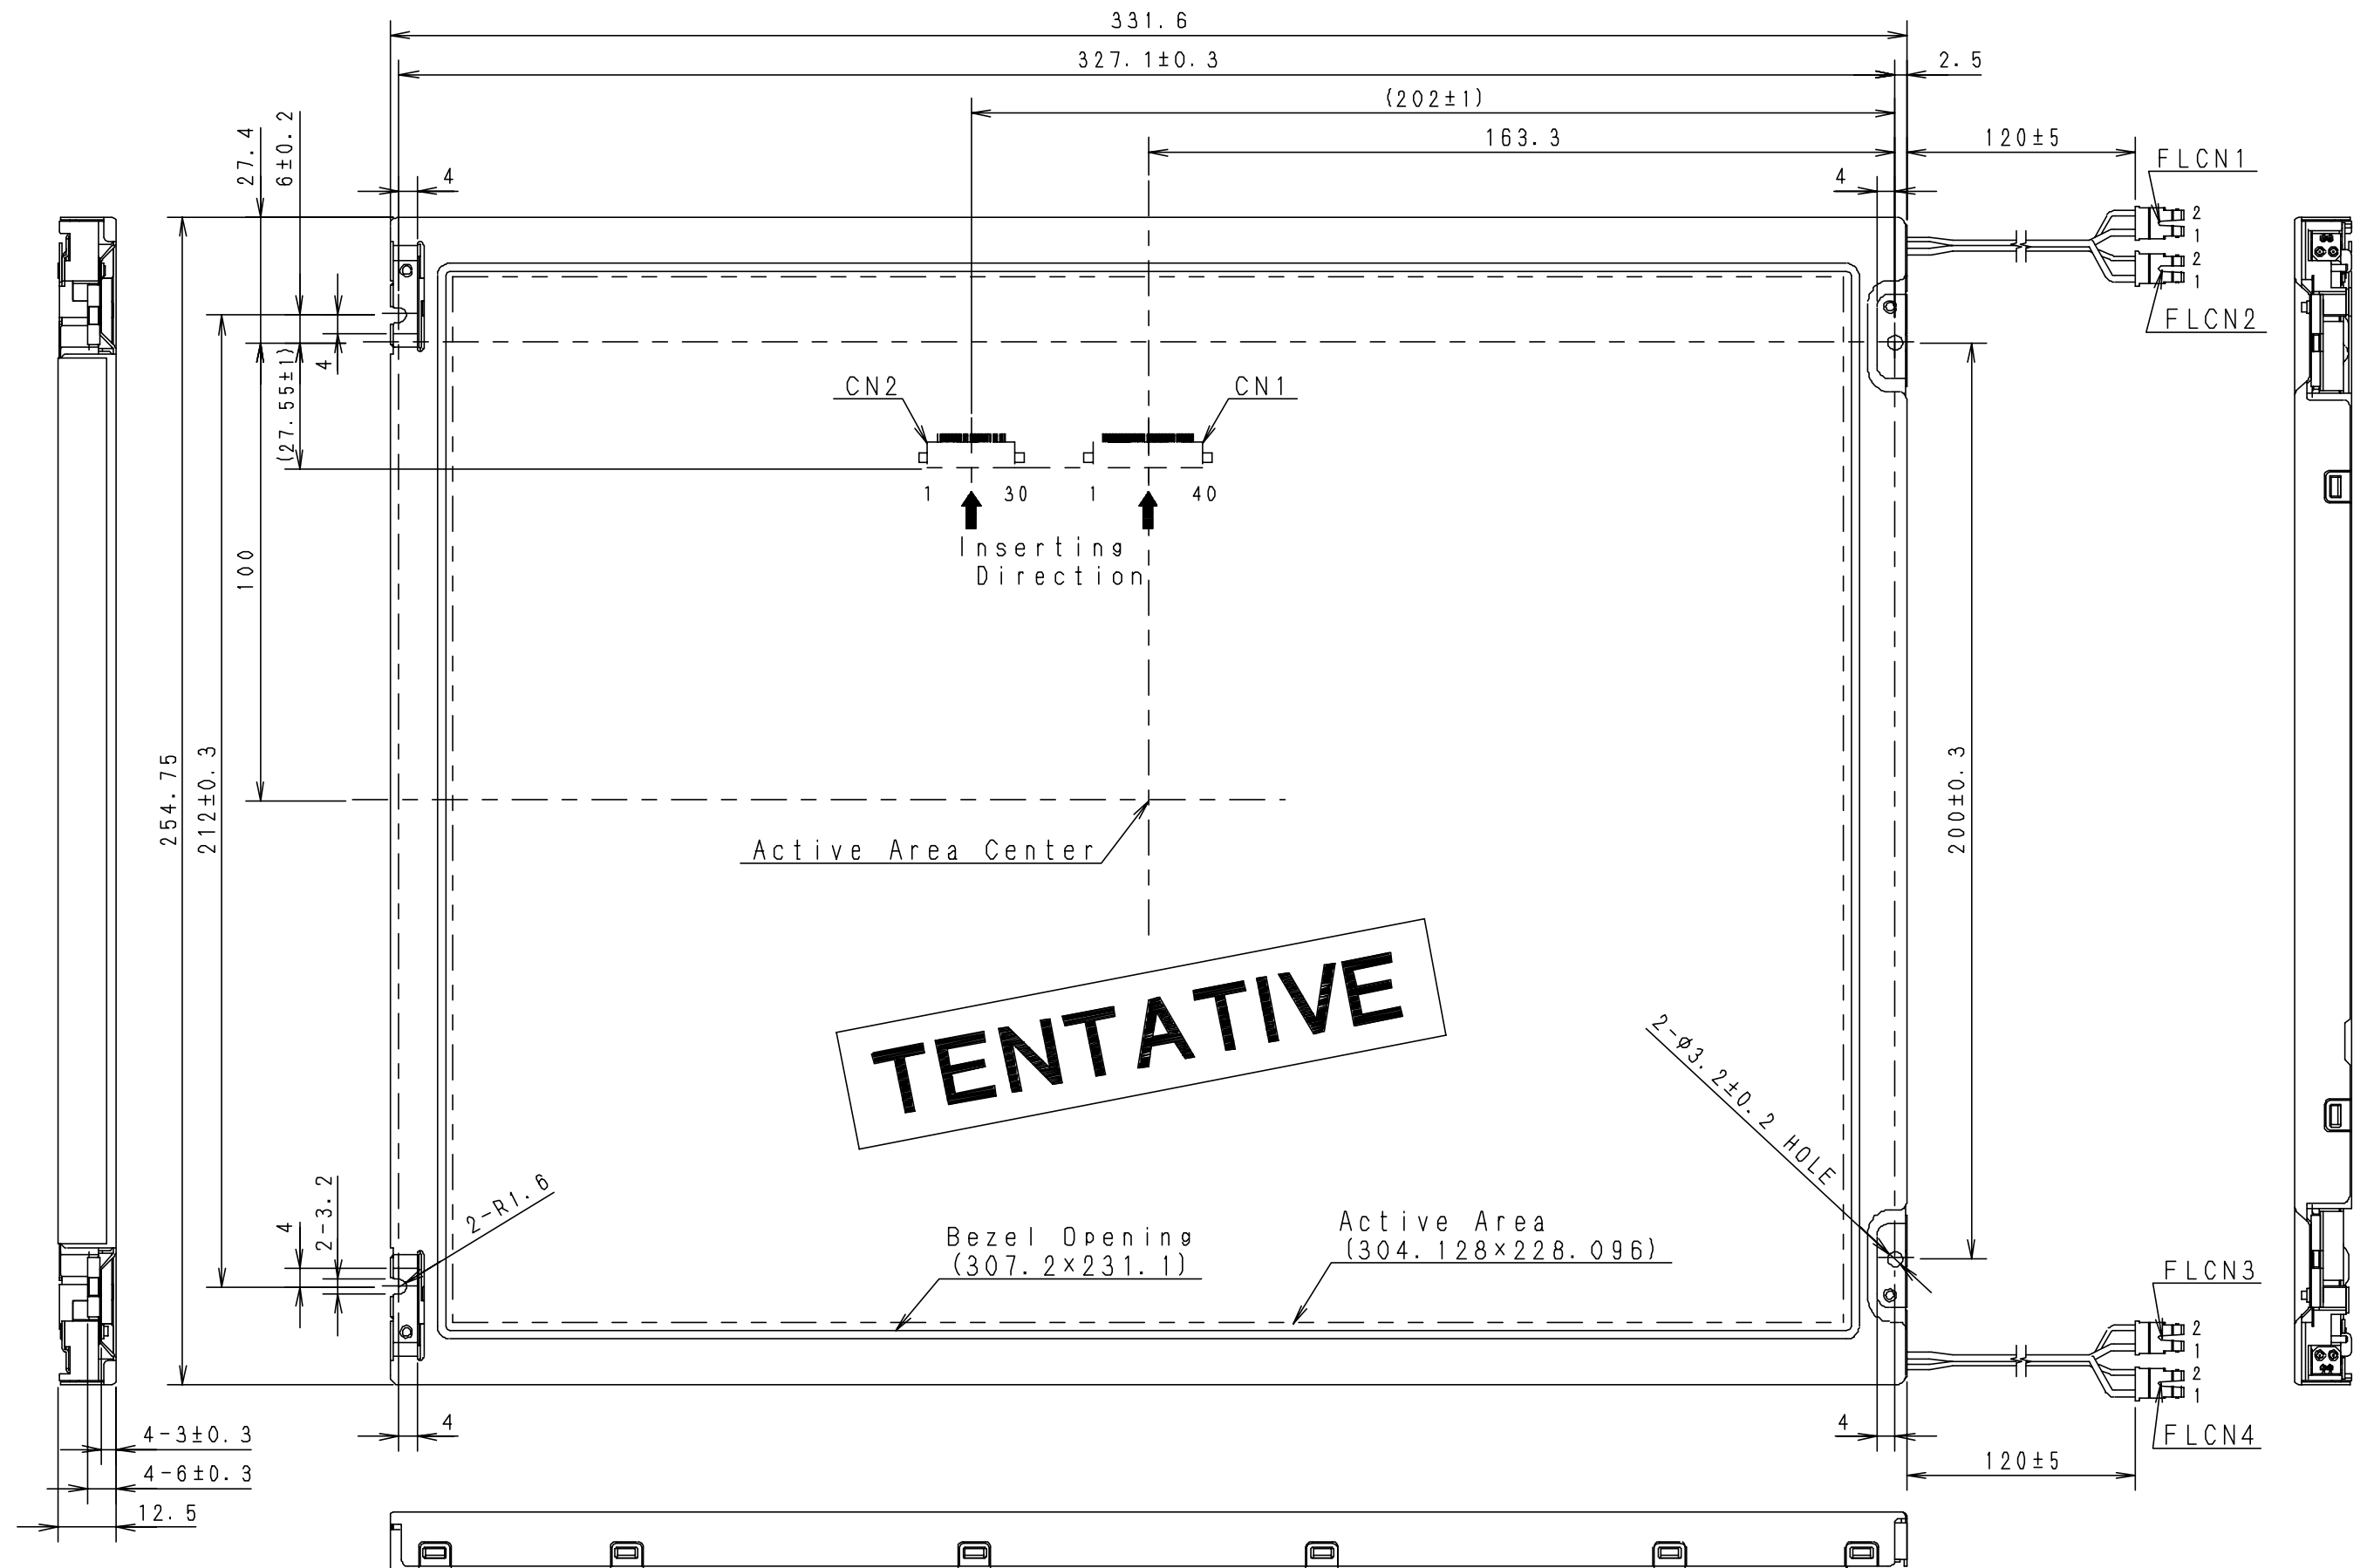 331.6
327.1±0.3
2.5
(202±1)
163.3
120±5
27.4
6±0.2
4
4
FLCN1
2
1
2
1
FLCN2
4
(27.55±1)
CN2
CN1
1
30
1
40
Inserting
Direction
100
254.75
212±0.3
200±0.3
Active Area Center
TENTATIVE
2-φ3.2±0.2 HOLE
4
2-3.2
2-R1.6
Bezel Opening
(307.2×231.1)
Active Area
(304.128×228.096)
FLCN3
2
1
2
1
FLCN4
4
4
4-3±0.3
4-6±0.3
12.5
120±5